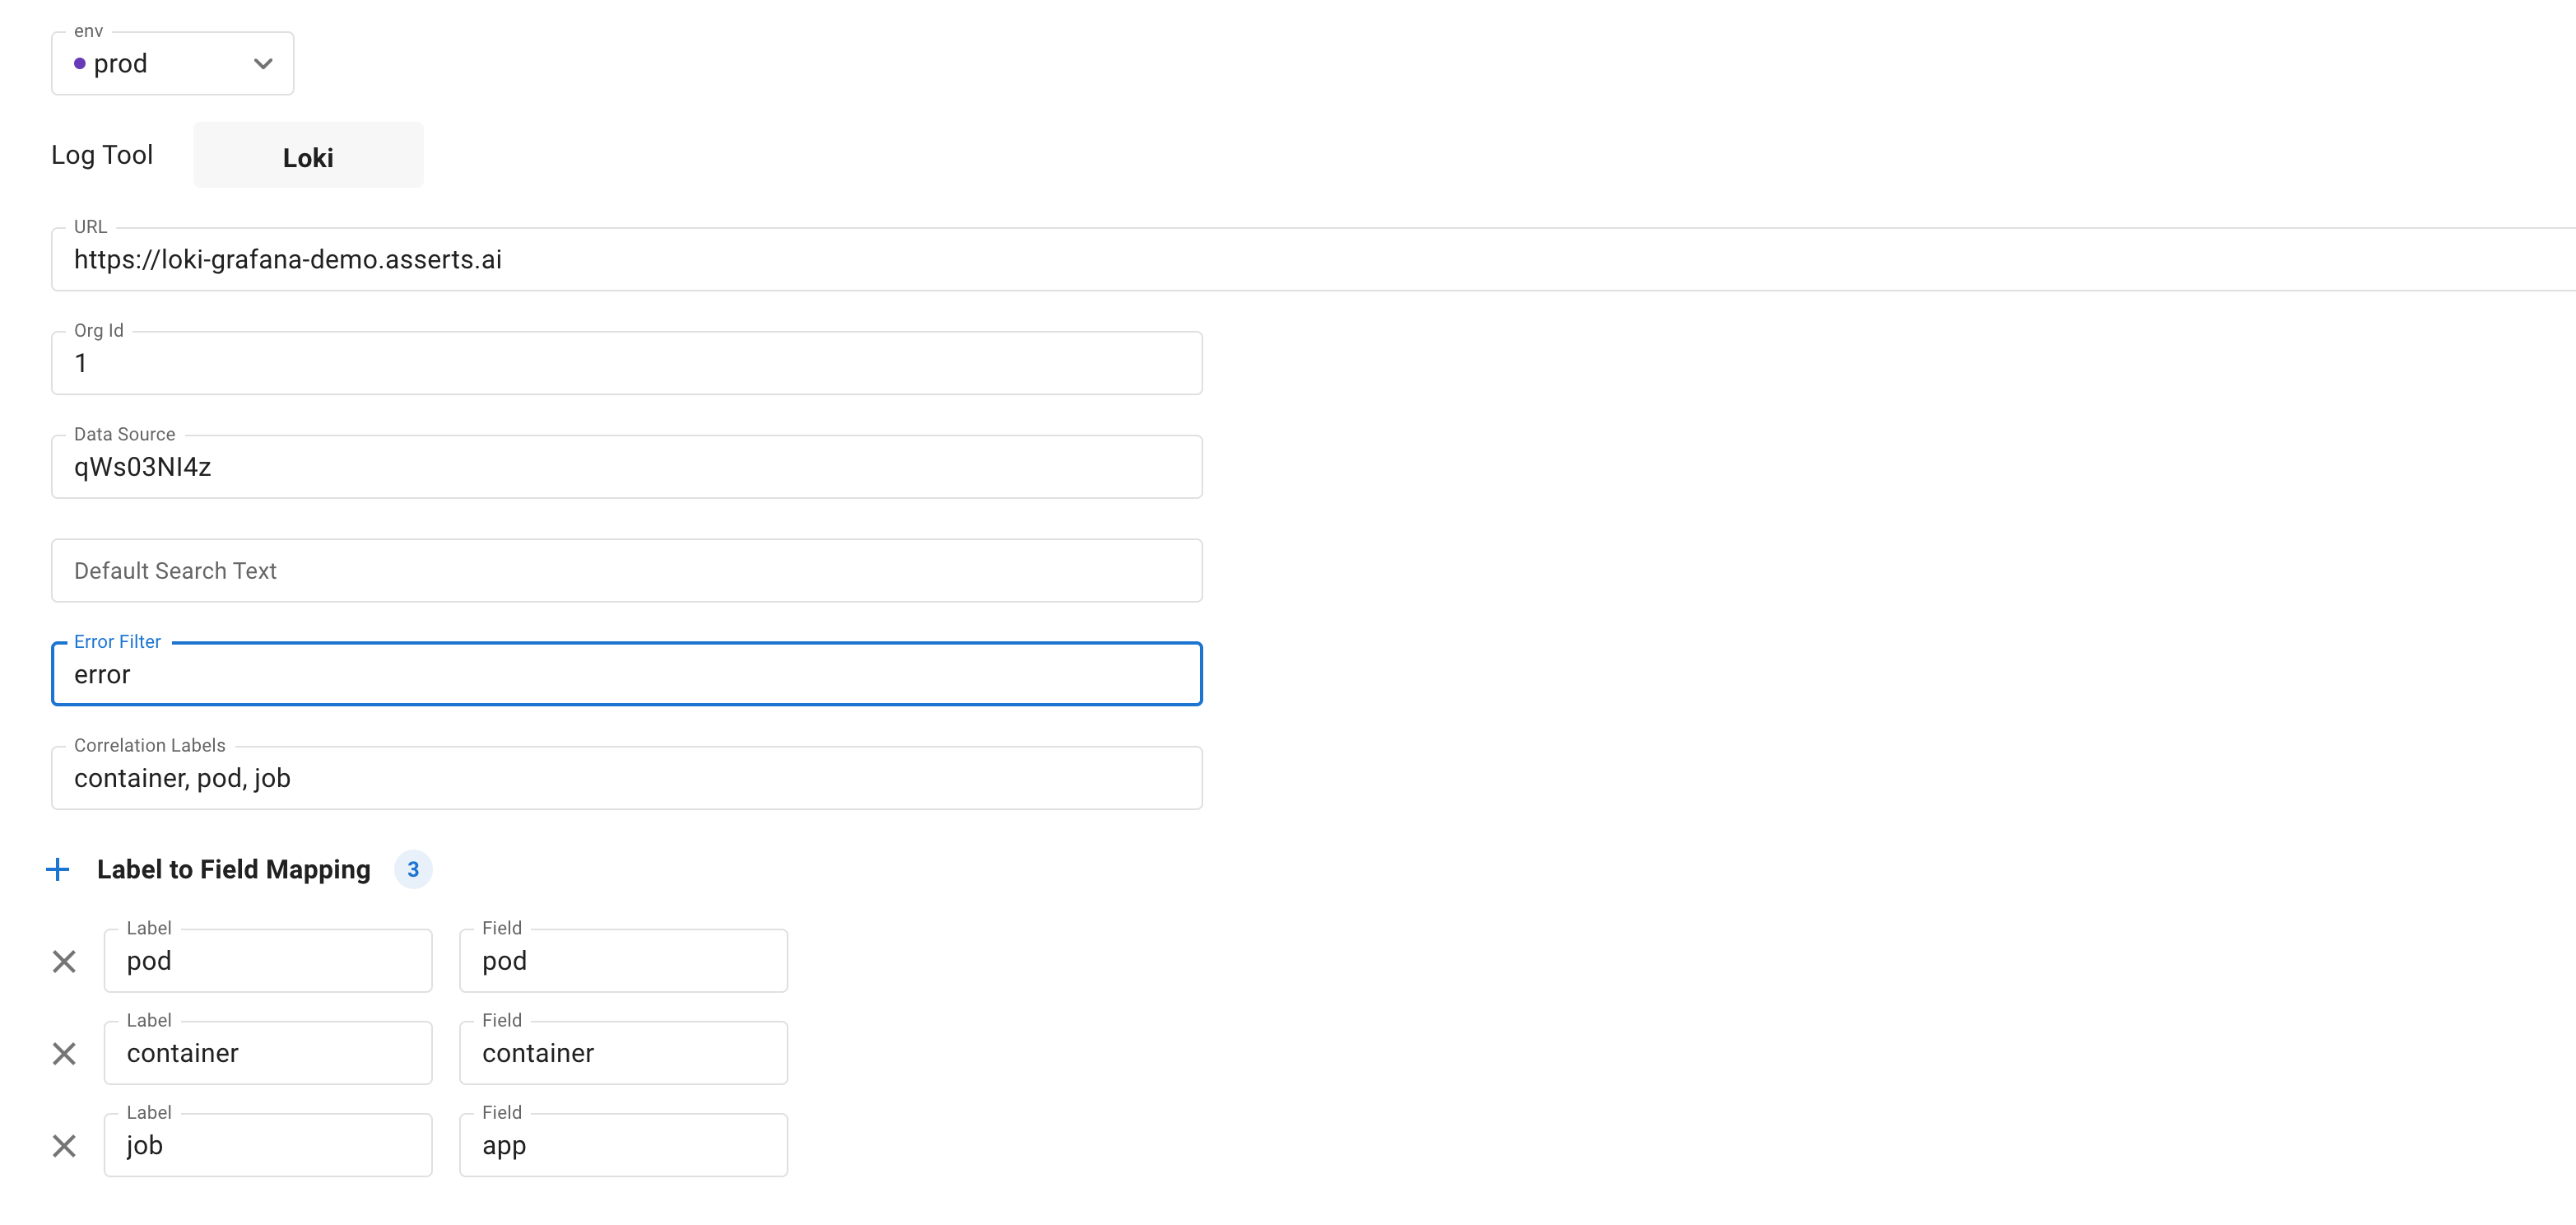 env
prod
Log Tool
Loki
URL
https://loki-grafana-demo.asserts.ai
Org Id
1
Data Source
qWs03NI4z
Default Search Text
Error Filter
error
Correlation Labels
container, pod, job
Label to Field Mapping 3
Label Field
pod pod
Label Field
container container
Label Field
job app